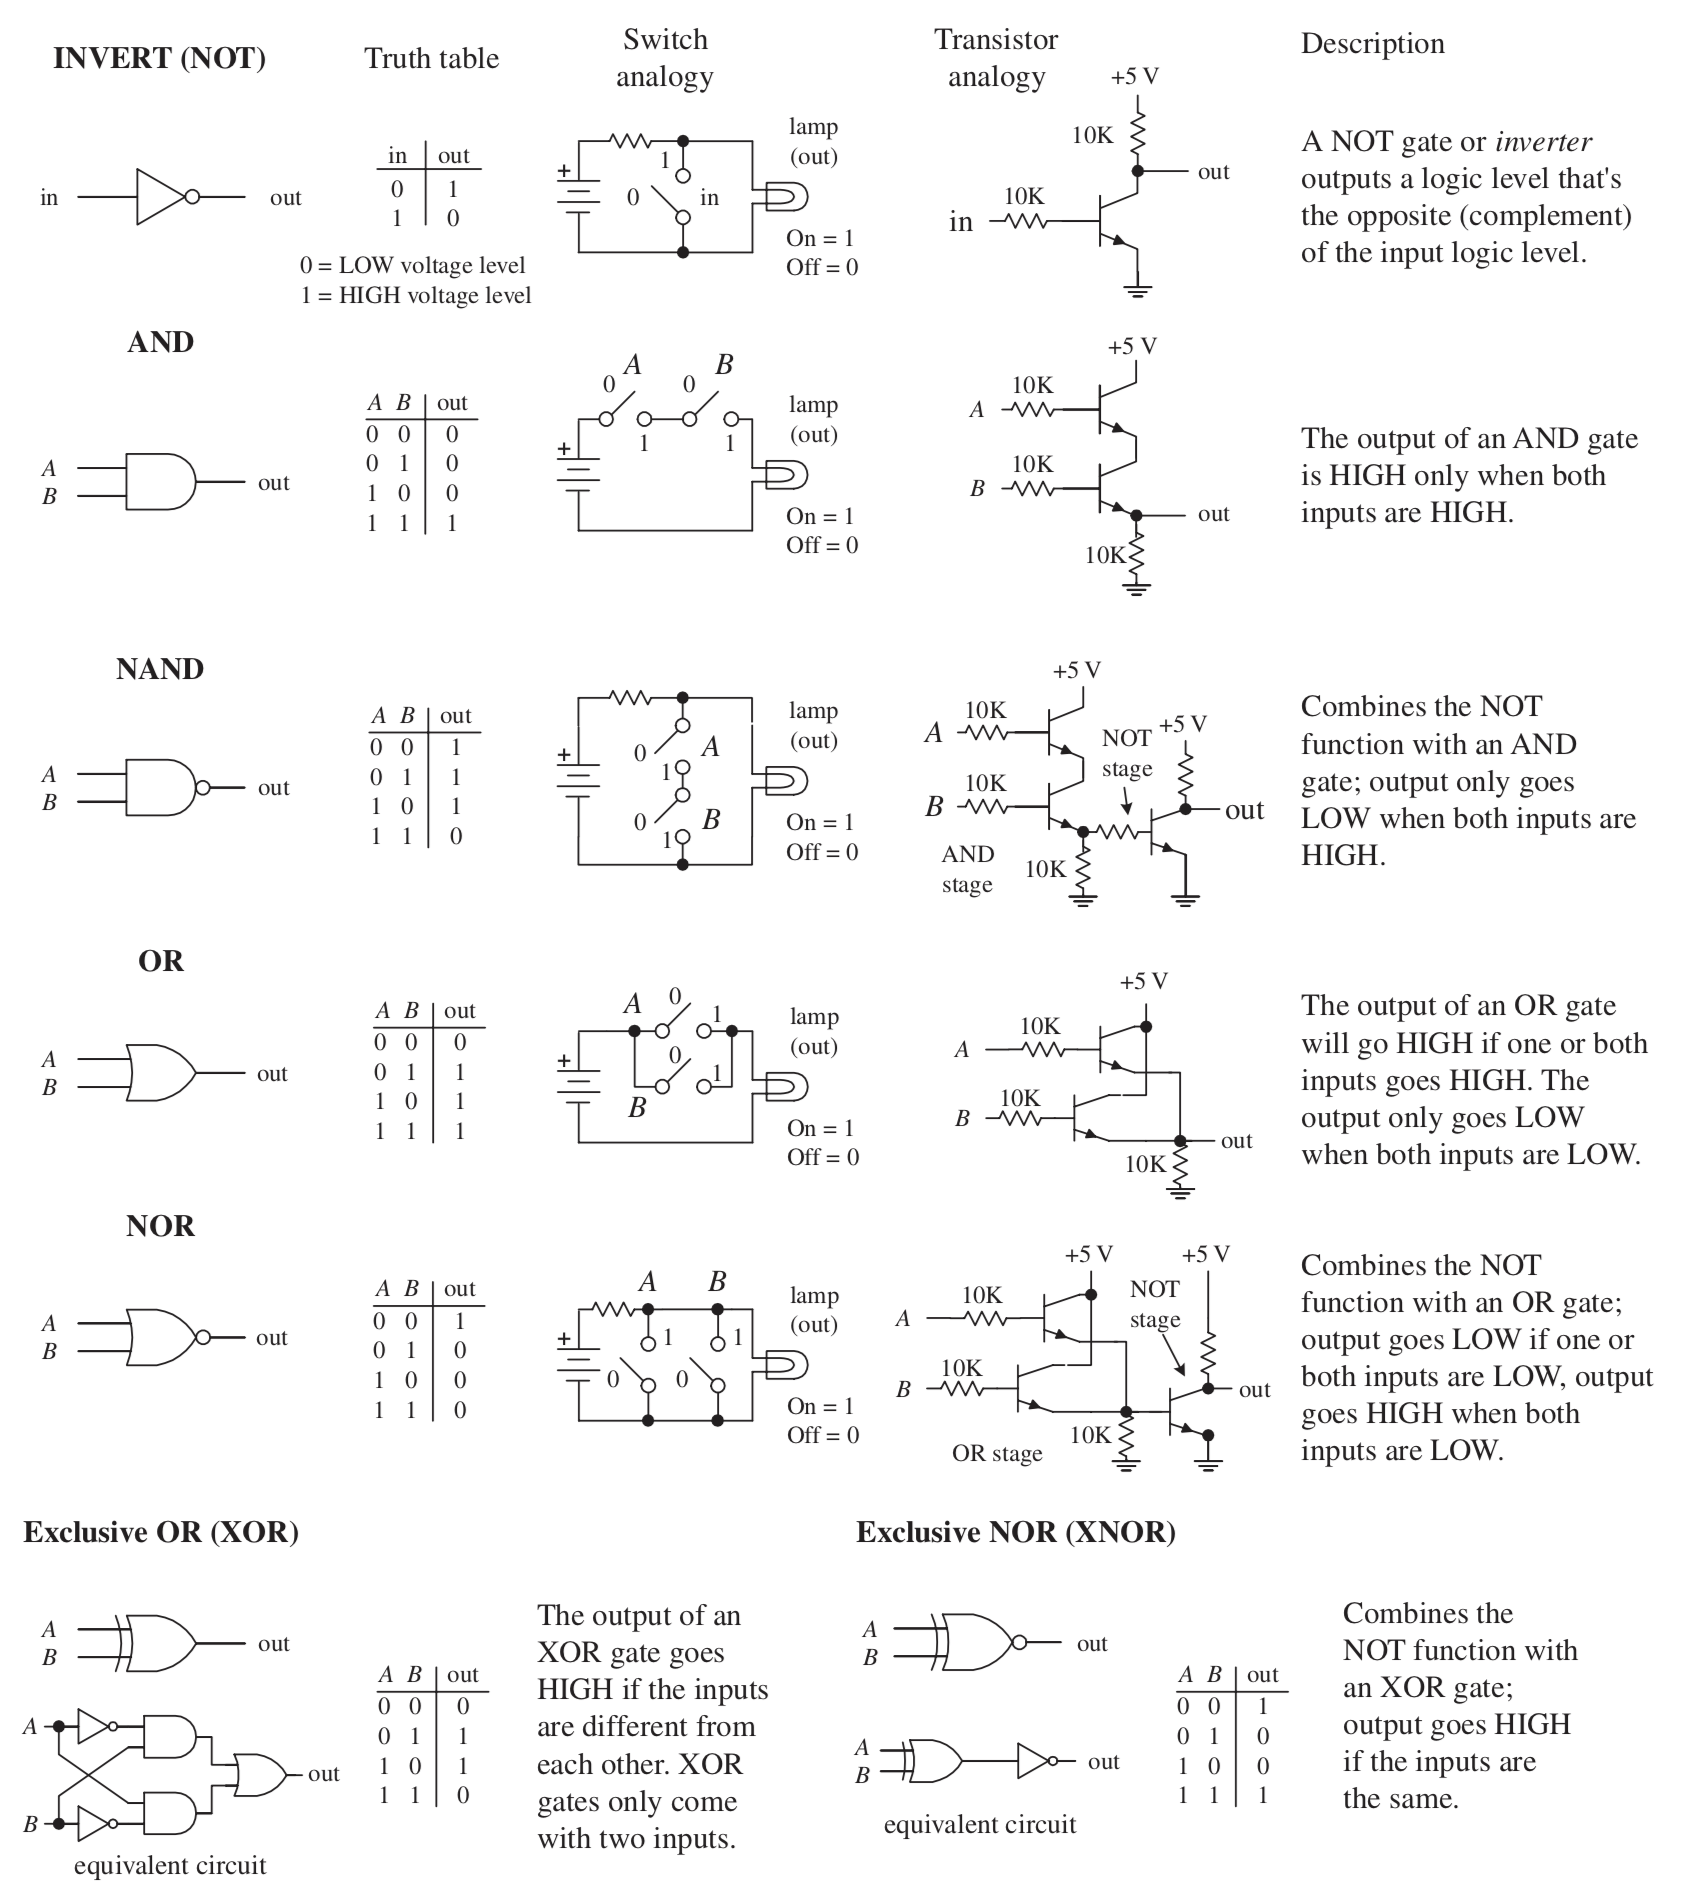 INVERT (NOT)
Truth table
Switch
analogy
Transistor
analogy
Description
in
out
in out
0 1
1 0
0 = LOW voltage level
1 = HIGH voltage level
+
1
0
in
lamp
(out)
On = 1
Off = 0
+5 V
10K
out
10K
in
A NOT gate or inverter
outputs a logic level that's
the opposite (complement)
of the input logic level.
AND
A
B
out
A B out
0 0 0
0 1 0
1 0 0
1 1 1
A B
0 0
1 1
+
lamp
(out)
On = 1
Off = 0
+5 V
10K
A
10K
B
out
10K
The output of an AND gate
is HIGH only when both
inputs are HIGH.
NAND
A
B
out
A B out
0 0 1
0 1 1
1 0 1
1 1 0
+
0 A
1
0 B
1
lamp
(out)
On = 1
Off = 0
+5 V
10K
A
NOT
stage
+5 V
10K
B
out
AND
stage
10K
Combines the NOT
function with an AND
gate; output only goes
LOW when both inputs are
HIGH.
OR
A
B
out
A B out
0 0 0
0 1 1
1 0 1
1 1 1
A 0 1
+
0 1
B
lamp
(out)
On = 1
Off = 0
+5 V
10K
A
10K
B
out
10K
The output of an OR gate
will go HIGH if one or both
inputs goes HIGH. The
output only goes LOW
when both inputs are LOW.
NOR
A
B
out
A B out
0 0 1
0 1 0
1 0 0
1 1 0
A B
+
1 1
0 0
lamp
(out)
On = 1
Off = 0
+5 V +5 V
10K
A
NOT
stage
10K
B
out
10K
OR stage
Combines the NOT
function with an OR gate;
output goes LOW if one or
both inputs are LOW, output
goes HIGH when both
inputs are LOW.
Exclusive OR (XOR)
A
B
out
A
B
out
equivalent circuit
A B out
0 0 0
0 1 1
1 0 1
1 1 0
The output of an
XOR gate goes
HIGH if the inputs
are different from
each other. XOR
gates only come
with two inputs.
Exclusive NOR (XNOR)
A
B
out
A
B
out
equivalent circuit
A B out
0 0 1
0 1 0
1 0 0
1 1 1
Combines the
NOT function with
an XOR gate;
output goes HIGH
if the inputs are
the same.